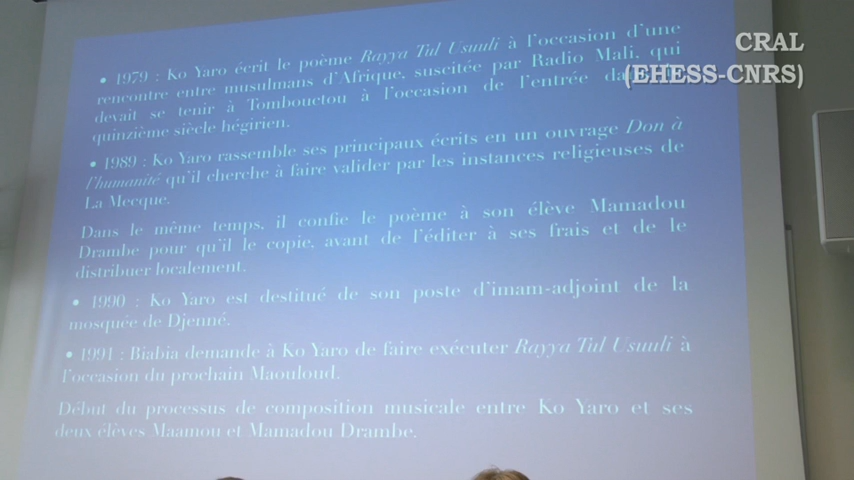 • 1979 : Ko Yaro écrit le poème Rayya Tul Usuuli à l'occasion d'une
rencontre entre musulmans d'Afrique, suscitée par Radio Mali, qui
devait se tenir à Tombouctou à l'occasion de l'entrée
quinzième siècle hégirien.
• 1989 : Ko Yaro rassemble ses principaux écrits en un ouvrage Don à
l'humanité qu'il cherche à faire valider par les instances religieuses de
La Mecque.
Dans le même temps, il confie le poème à son élève Mamadou
Drambe pour qu'il le copie, avant de l'éditer à ses frais et de le
distribuer localement.
• 1990 : Ko Yaro est destitué de son poste d'imam-adjoint de la
mosquée de Djenné.
• 1991 : Biabia demande à Ko Yaro de faire exécuter Rayya Tul Usuuli à
l'occasion du prochain Maouloud.
Début du processus de composition musicale entre Ko Yaro et ses
deux élèves Maamou et Mamadou Drambe.
CRAL
(EHESS-CNRS)